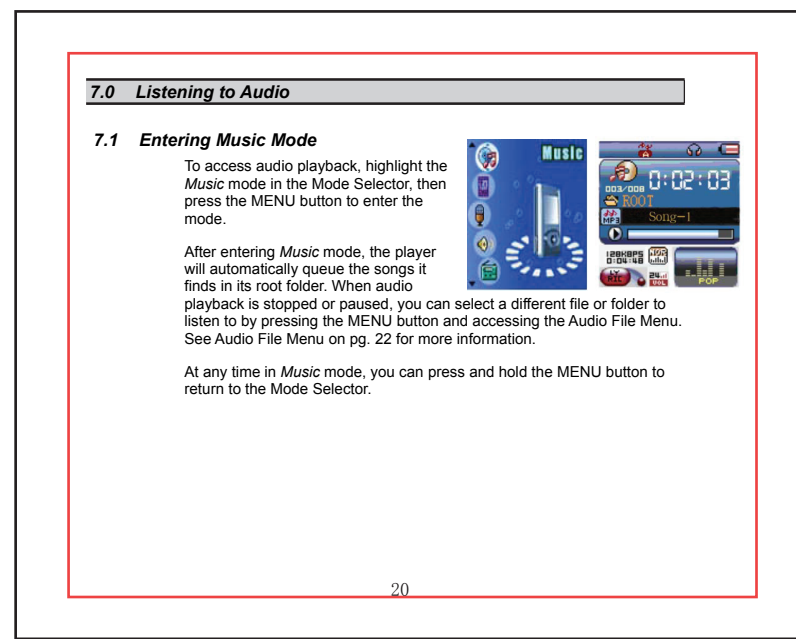 7.0 Listening to Audio
7.1 Entering Music Mode
To access audio playback, highlight the
Music mode in the Mode Selector, then
press the MENU button to enter the
mode.
After entering Music mode, the player
will automatically queue the songs it
finds in its root folder. When audio
playback is stopped or paused, you can select a different file or folder to
listen to by pressing the MENU button and accessing the Audio File Menu.
See Audio File Menu on pg. 22 for more information.
At any time in Music mode, you can press and hold the MENU button to
return to the Mode Selector.
Music
003/008 0:02:03
ROOT
MP3 Song-1
128KBPS
0:04:48
LY
RIC
24
VOL
POP
20